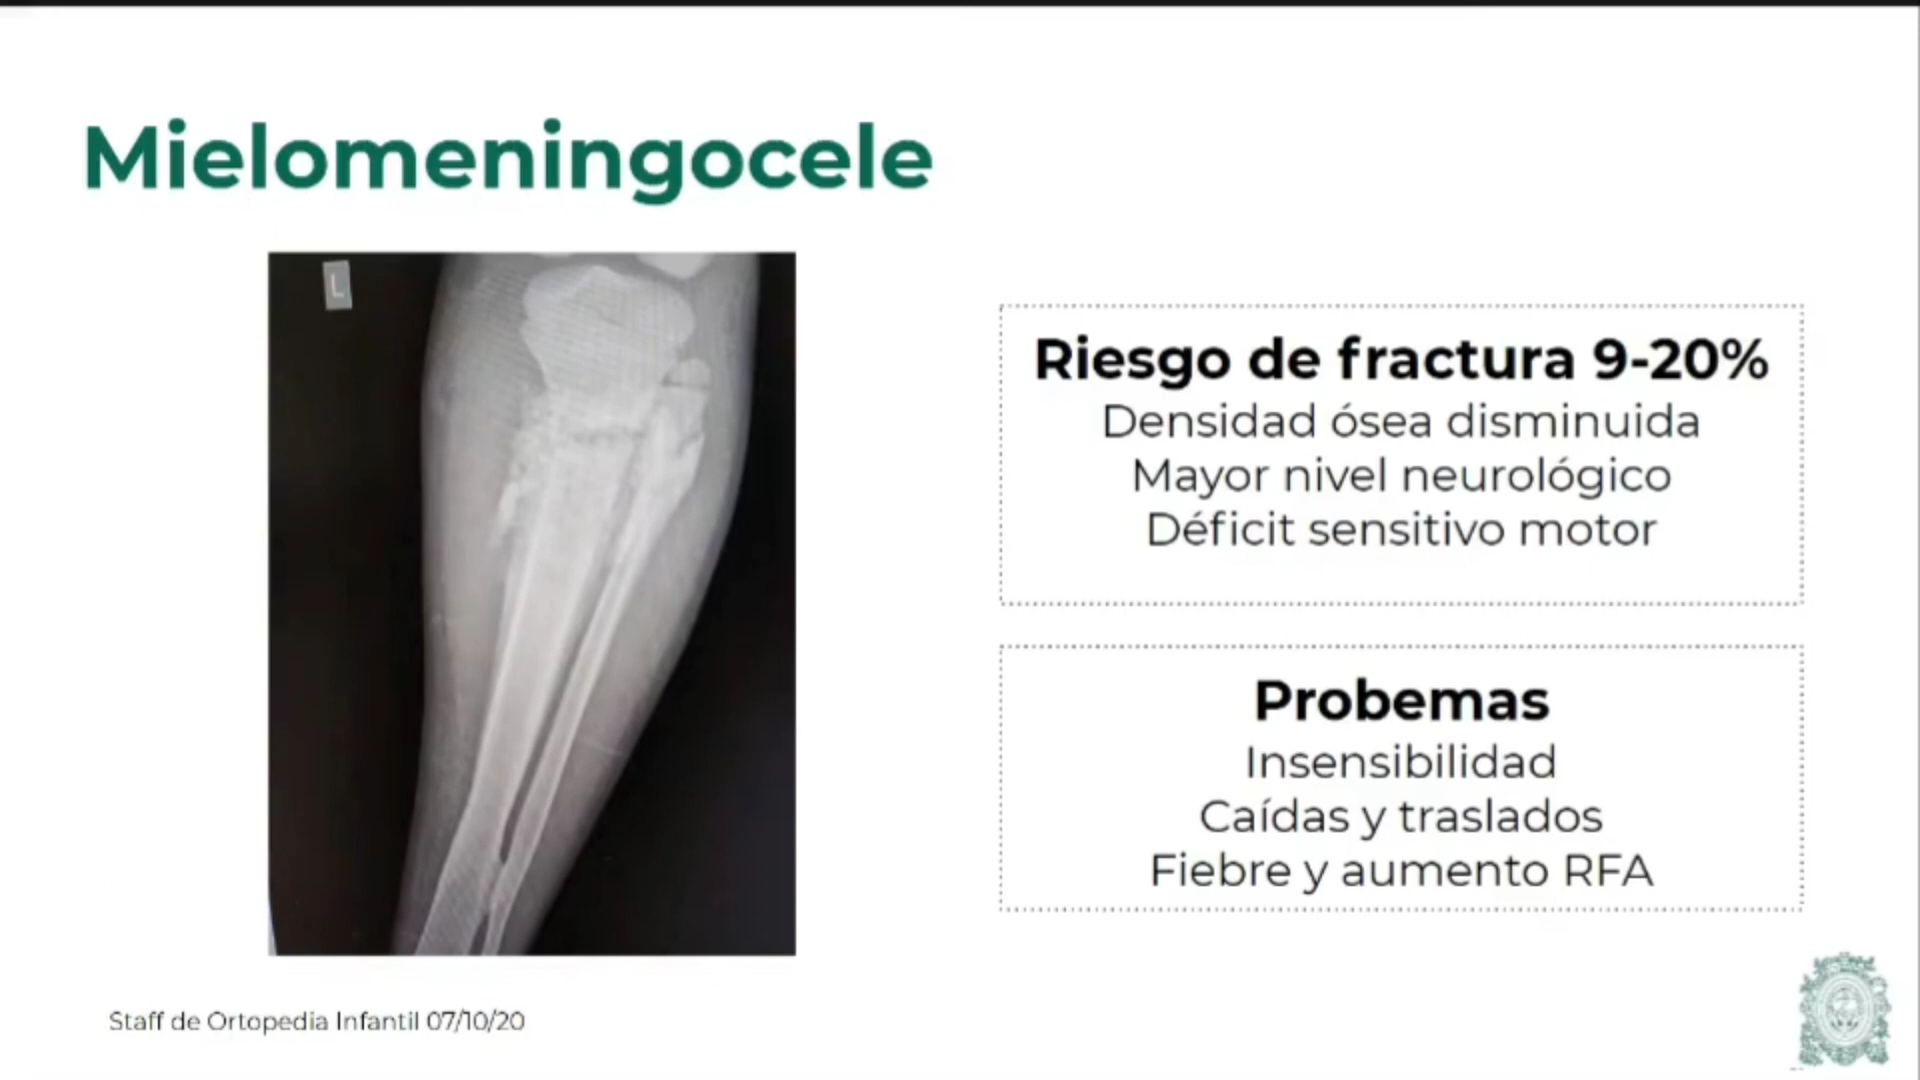 Mielomeningocele
L
Riesgo de fractura 9-20%
Densidad ósea disminuida
Mayor nivel neurológico
Déficit sensitivo motor
Probemas
Insensibilidad
Caídas y traslados
Fiebre y aumento RFA
Staff de Ortopedia Infantil 07/10/20